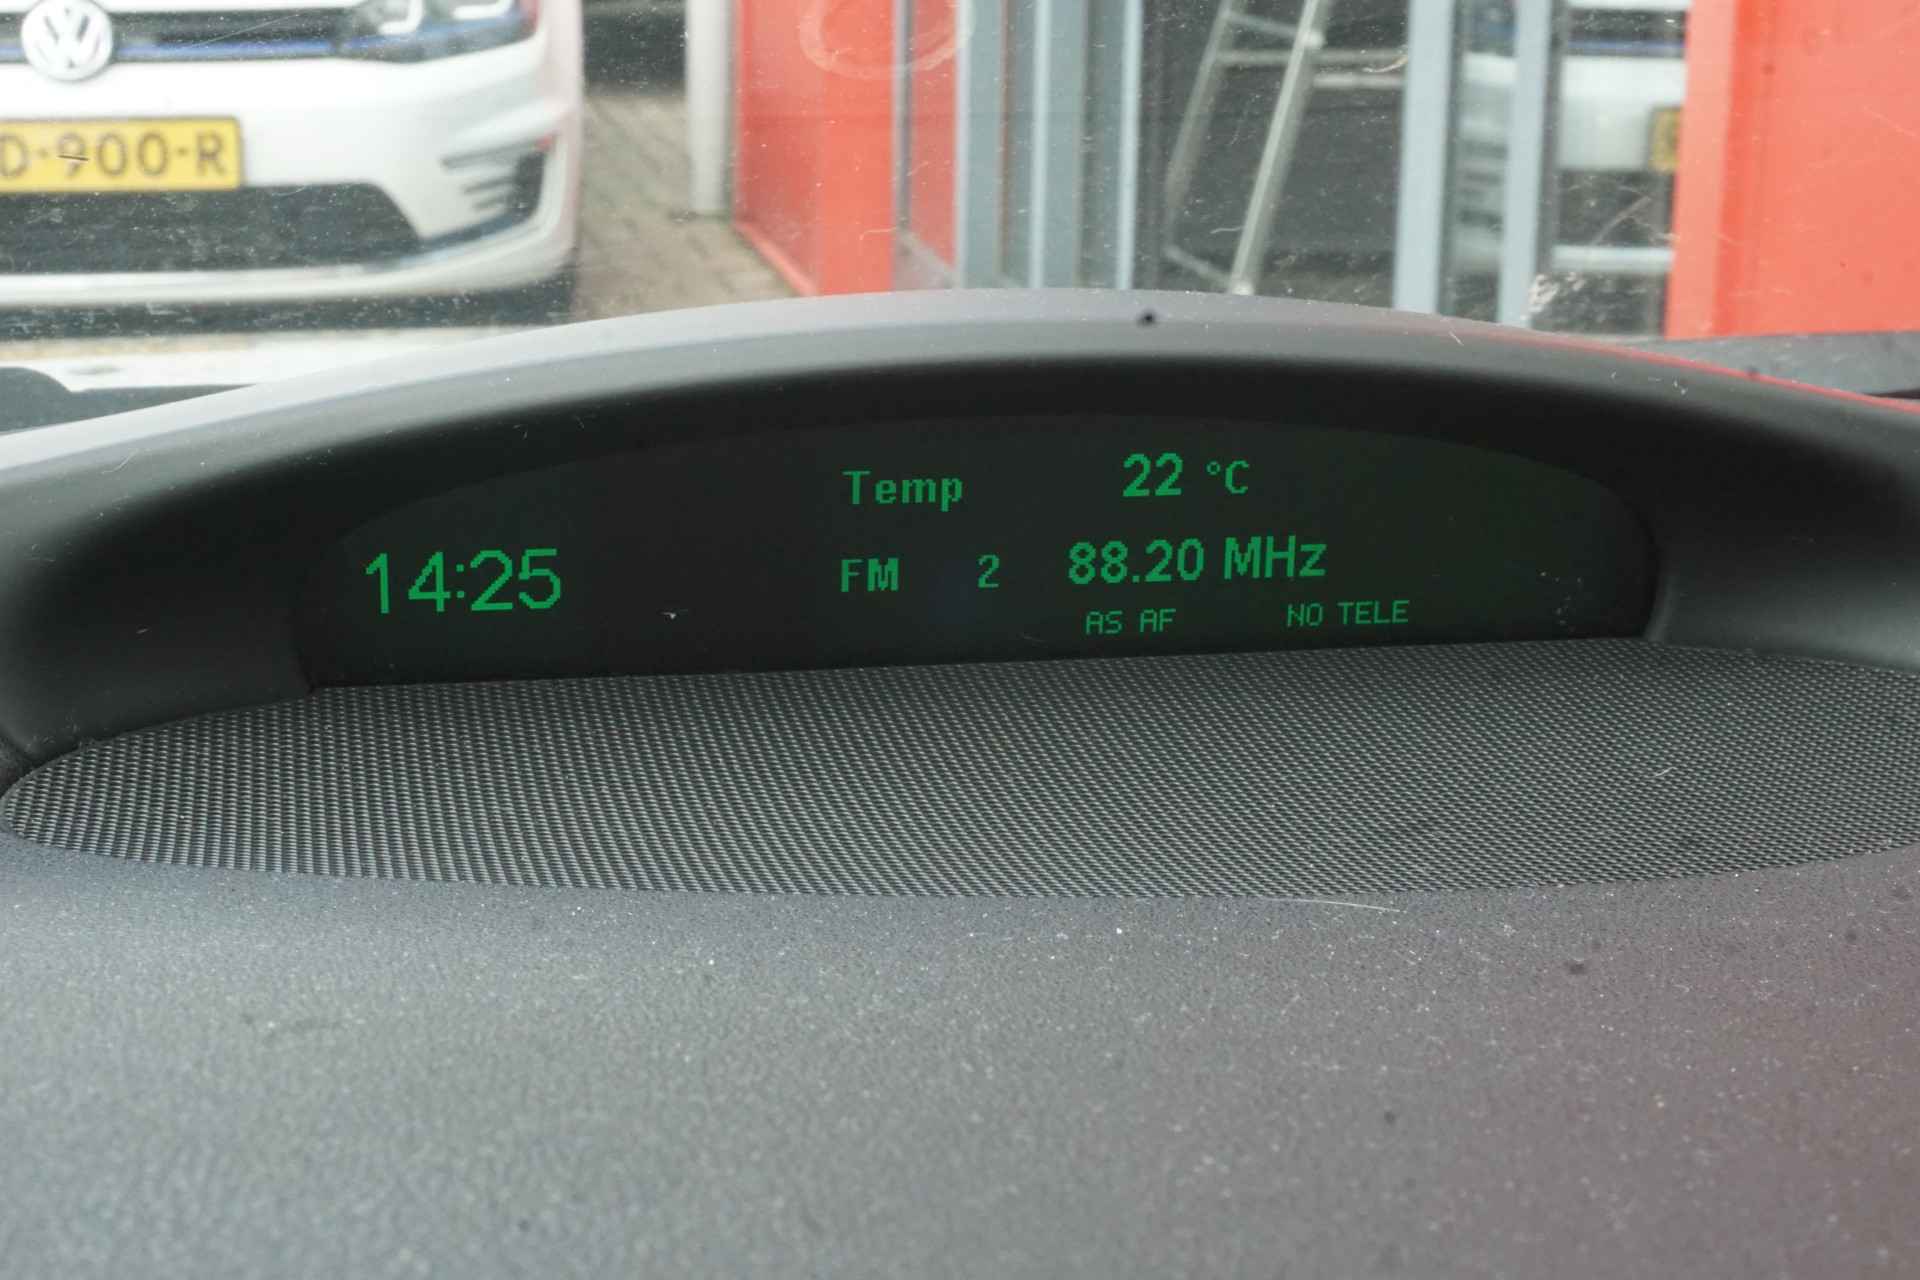 D-900-R
Temp 22 °C
14:25 FM 2 88.20 MHz
AS AF NO TELE